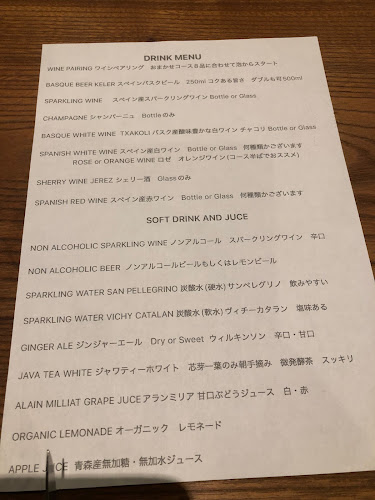 DRINK MENU
WINE PAIRING ワインペアリング おまかせコース8品に合わせて泡からスタート
BASQUE BEER KELER スペインバスクビール 250ml コクある旨さ ダブルも可500ml
SPARKLING WINE スペイン産スパークリングワイン Bottle or Glass
CHAMPAGNE シャンパーニュ Bottleのみ
BASQUE WHITE WINE TXAKOLI バスク産酸味豊かな白ワイン チャコリ Bottle or Glass
SPANISH WHITE WINE スペイン産白ワイン Bottle or Glass 何種類かございます
ROSE or ORANGE WINE ロゼ オレンジワイン(コース半ばでおススメ)
SHERRY WINE JEREZ シェリー酒 Glassのみ
SPANISH RED WINE スペイン産赤ワイン Bottle or Glass 何種類かございます
SOFT DRINK AND JUCE
NON ALCOHOLIC SPARKLING WINE ノンアルコール スパークリングワイン 辛口
NON ALCOHOLIC BEER ノンアルコールビールもしくはレモンビール
SPARKLING WATER SAN PELLEGRINO 炭酸水(硬水)サンペレグリノ 飲みやすい
SPARKLING WATER VICHY CATALAN 炭酸水(軟水)ヴィチーカタラン 塩味ある
GINGER ALE ジンジャーエール Dry or Sweet ウィルキンソン 辛口・甘口
JAVA TEA WHITE ジャワティーホワイト 芯芽一葉のみ朝手摘み 微発酵茶 スッキリ
ALAIN MILLIAT GRAPE JUCE アランミリア 甘口ぶどうジュース 白・赤
ORGANIC LEMONADE オーガニック レモネード
APPLE JUCE 青森産無加糖・無加水ジュース